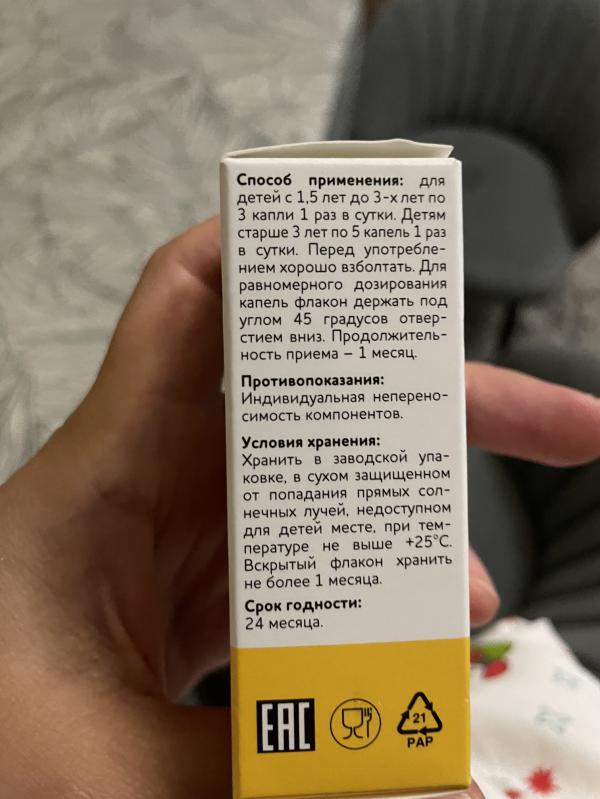 Способ применения: для
детей с 1,5 лет до 3-х лет по
3 капли 1 раз в сутки. Детям
старше 3 лет по 5 капель 1 раз
в сутки. Перед употребле-
нием хорошо взболтать. Для
равномерного дозирования
капель флакон держать под
углом 45 градусов отвер-
стием вниз. Продолжитель-
ность приема – 1 месяц.
Противопоказания:
Индивидуальная неперено-
симость компонентов.
Условия хранения:
Хранить в заводской упа-
ковке, в сухом защищенном
от попадания прямых сол-
нечных лучей, недоступном
для детей месте, при тем-
пературе не выше +25°С.
Вскрытый флакон хранить
не более 1 месяца.
Срок годности:
24 месяца.
EAC
21
PAP